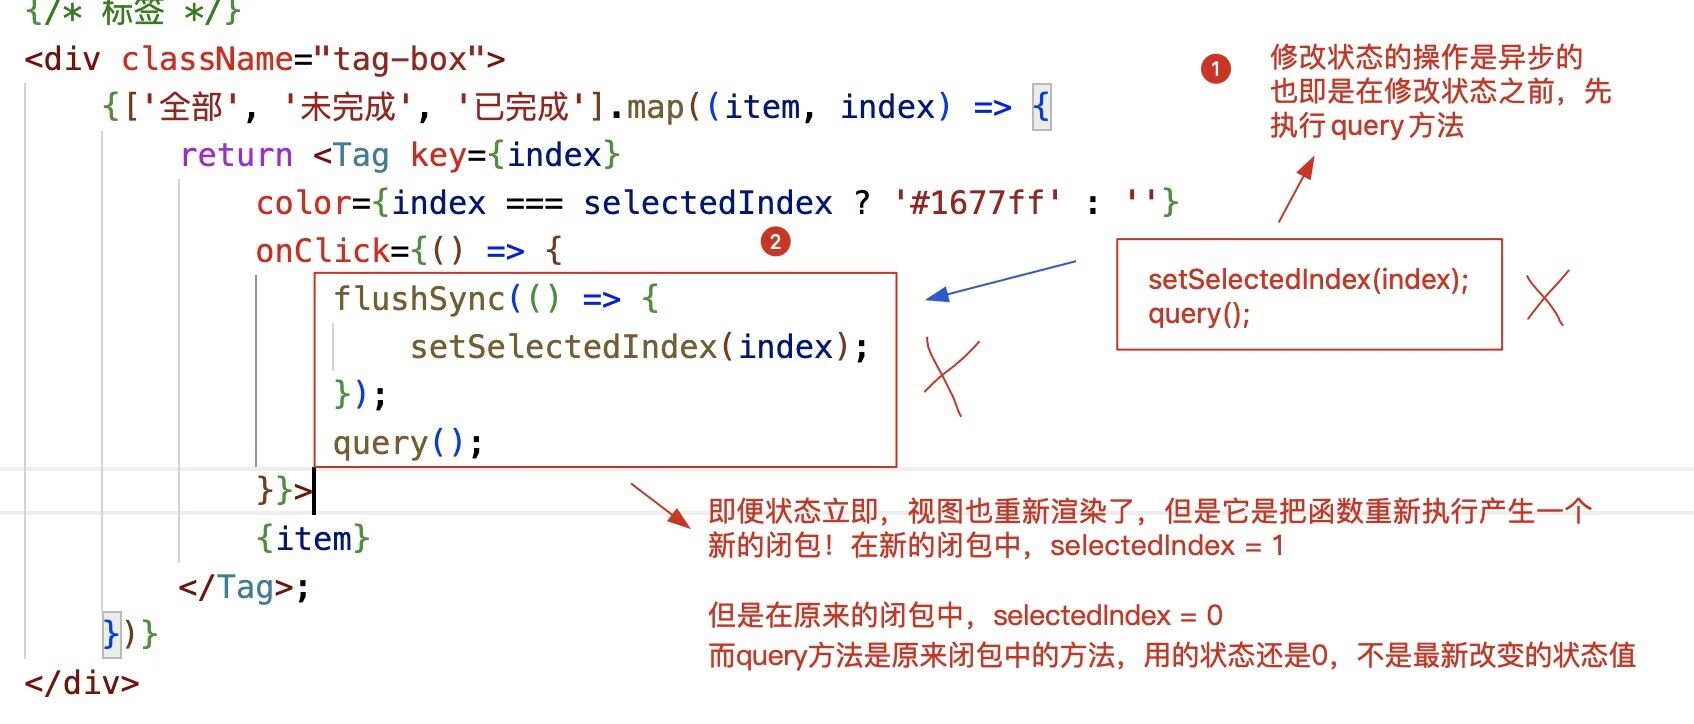 {/* 标签 */}
<div className="tag-box">
{['全部', '未完成', '已完成'].map((item, index) => {
return <Tag key={index}
color={index === selectedIndex ? '#1677ff' : ''}
onClick={() => {
flushSync(() => {
setSelectedIndex(index);
});
query();
}}>
{item}
</Tag>;
})}
</div>
1
修改状态的操作是异步的
也即是在修改状态之前，先
执行query方法
setSelectedIndex(index);
query();
2
即便状态立即，视图也重新渲染了，但是它是把函数重新执行产生一个
新的闭包！在新的闭包中，selectedIndex = 1
但是在原来的闭包中，selectedIndex = 0
而query方法是原来闭包中的方法，用的状态还是0，不是最新改变的状态值